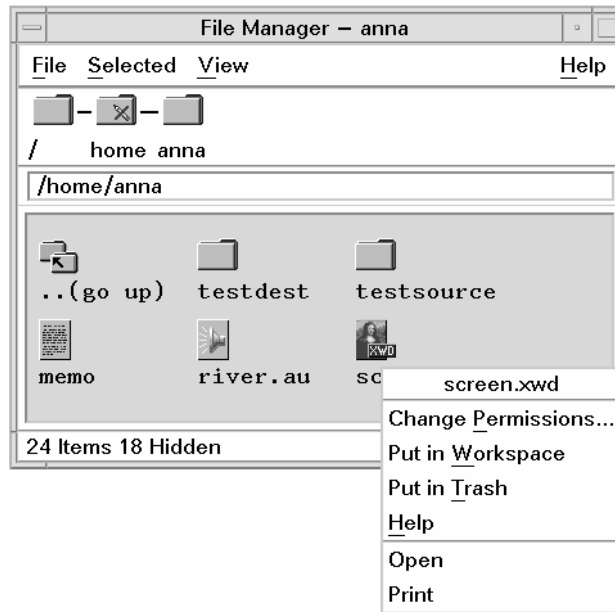 File Manager – anna
File Selected View Help
/ home anna
/home/anna
..(go up) testdest testsource
XWD
memo river.au sc
screen.xwd
Change Permissions...
Put in Workspace
Put in Trash
Help
Open
Print
24 Items 18 Hidden